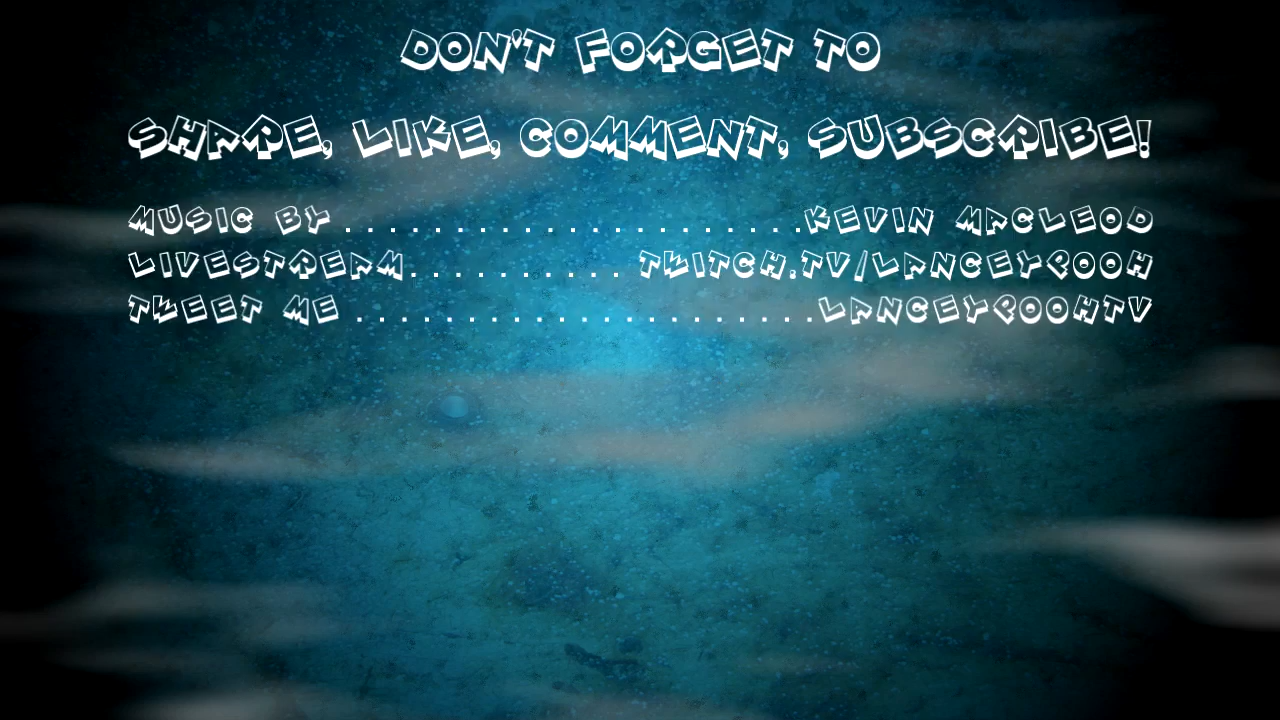 DON'T FORGET TO
SHARE, LIKE, COMMENT, SUBSCRIBE!
MUSIC BY . . . . . . . . . . . . . . . . . . . . . .KEVIN MACLEOD
LIVESTREAM. . . . . . . . . . . TWITCH.TV/LANCEYPOOH
TWEET ME . . . . . . . . . . . . . . . . . . . . . .LANCEYPOOHTV